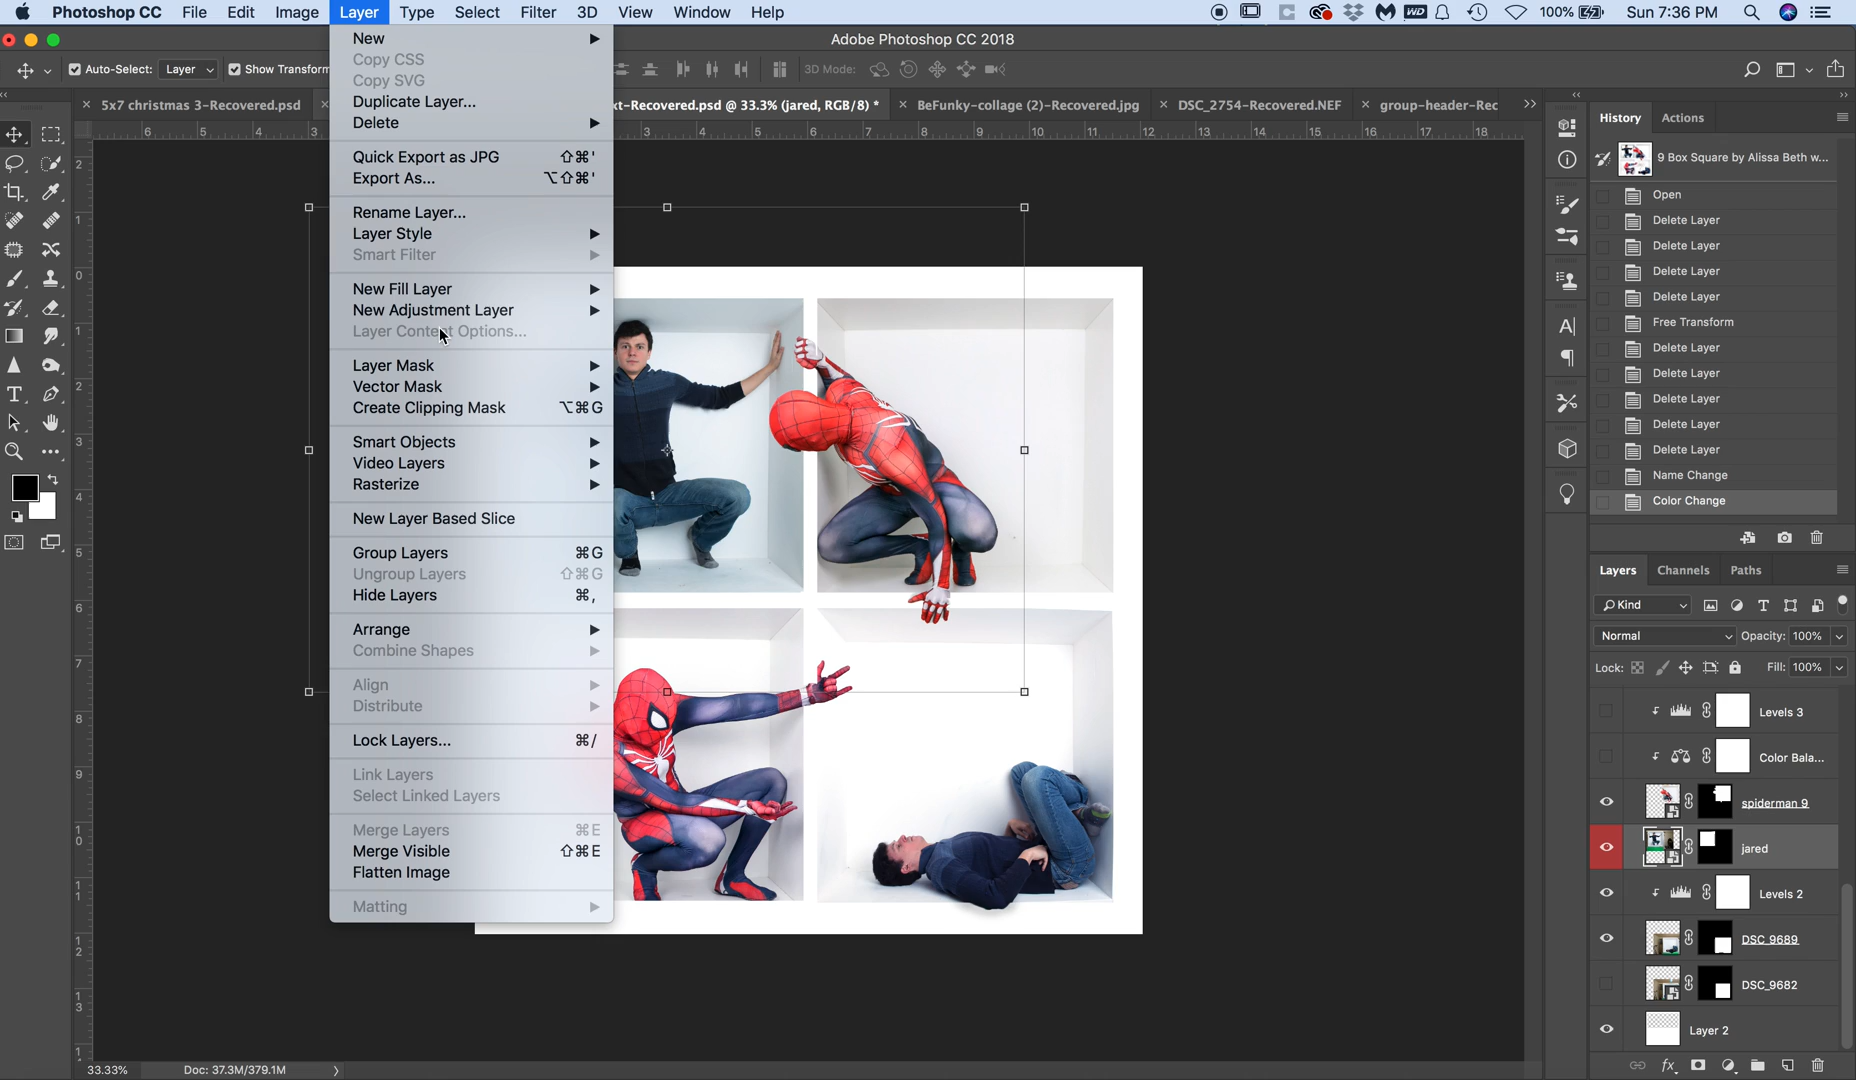 Photoshop CC File Edit Image Layer Type Select Filter 3D View Window Help 100% Sun 7:36 PM
Adobe Photoshop CC 2018
Auto-Select: Layer Show Transform 3D Mode:
5x7 christmas 3-Recovered.psd xt-Recovered.psd @ 33.3% (jared, RGB/8) * BeFunky-collage (2)-Recovered.jpg DSC_2754-Recovered.NEF group-header-Rec
New
Copy CSS
Copy SVG
Duplicate Layer...
Delete
Quick Export as JPG ⇧⌘'
Export As... ⌥⇧⌘'
Rename Layer...
Layer Style
Smart Filter
New Fill Layer
New Adjustment Layer
Layer Content Options...
Layer Mask
Vector Mask
Create Clipping Mask ⌥⌘G
Smart Objects
Video Layers
Rasterize
New Layer Based Slice
Group Layers ⌘G
Ungroup Layers ⇧⌘G
Hide Layers ⌘,
Arrange
Combine Shapes
Align
Distribute
Lock Layers... ⌘/
Link Layers
Select Linked Layers
Merge Layers ⌘E
Merge Visible ⇧⌘E
Flatten Image
Matting
History Actions
9 Box Square by Alissa Beth w...
Open
Delete Layer
Delete Layer
Delete Layer
Delete Layer
Free Transform
Delete Layer
Delete Layer
Delete Layer
Delete Layer
Delete Layer
Name Change
Color Change
Layers Channels Paths
Kind
Normal Opacity: 100%
Lock: Fill: 100%
Levels 3
Color Bala...
spiderman 9
jared
Levels 2
DSC_9689
DSC_9682
Layer 2
33.33% Doc: 37.3M/379.1M